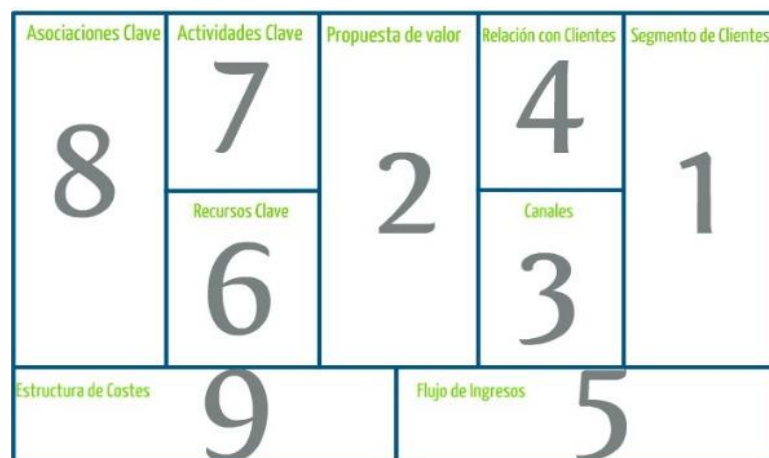 Asociaciones Clave
8
Actividades Clave
7
Recursos Clave
6
Propuesta de valor
2
Relación con Clientes
4
Canales
3
Segmento de Clientes
1
Estructura de Costes
9
Flujo de Ingresos
5